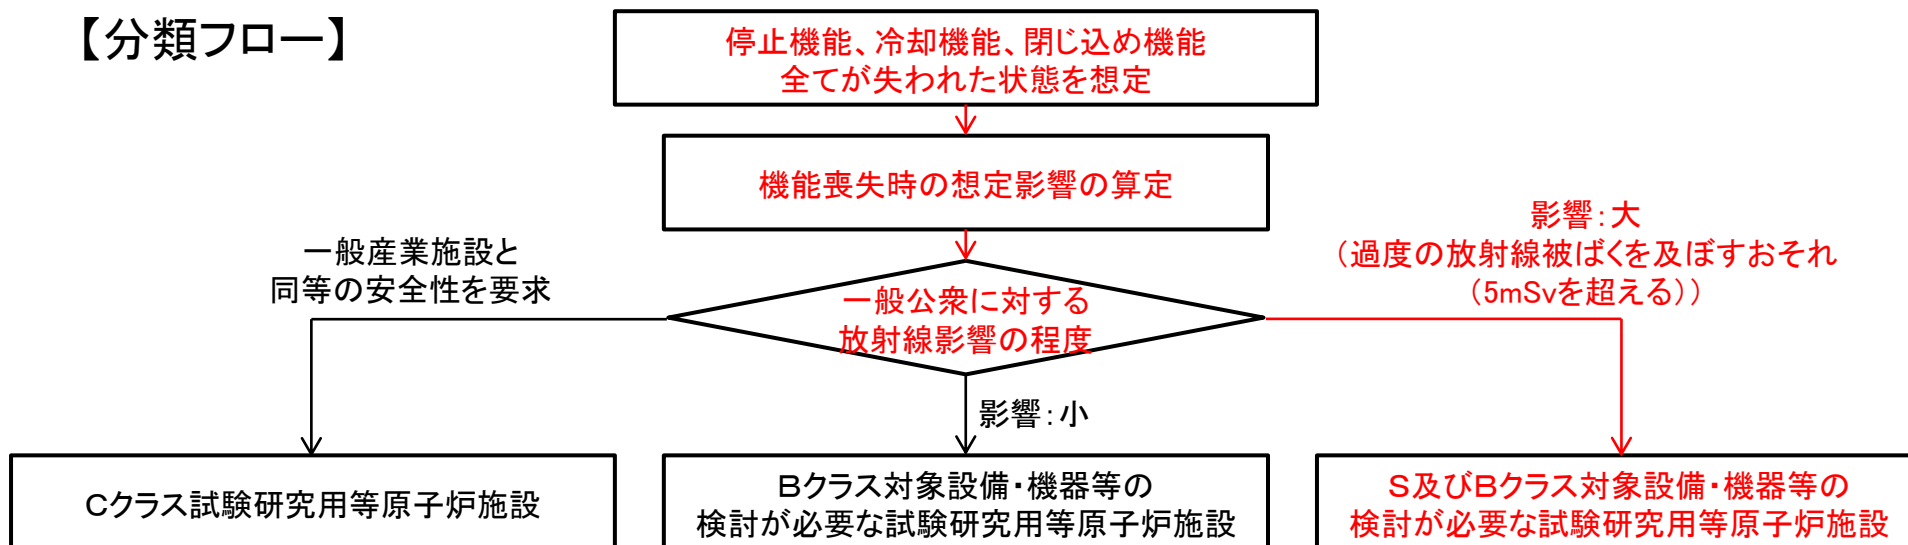 【分類フロー】
停止機能、冷却機能、閉じ込め機能
全てが失われた状態を想定
機能喪失時の想定影響の算定
一般産業施設と
同等の安全性を要求
一般公衆に対する
放射線影響の程度
影響：大
（過度の放射線被ばくを及ぼすおそれ
（5mSvを超える））
影響：小
Cクラス試験研究用等原子炉施設
Bクラス対象設備・機器等の
検討が必要な試験研究用等原子炉施設
S及びBクラス対象設備・機器等の
検討が必要な試験研究用等原子炉施設